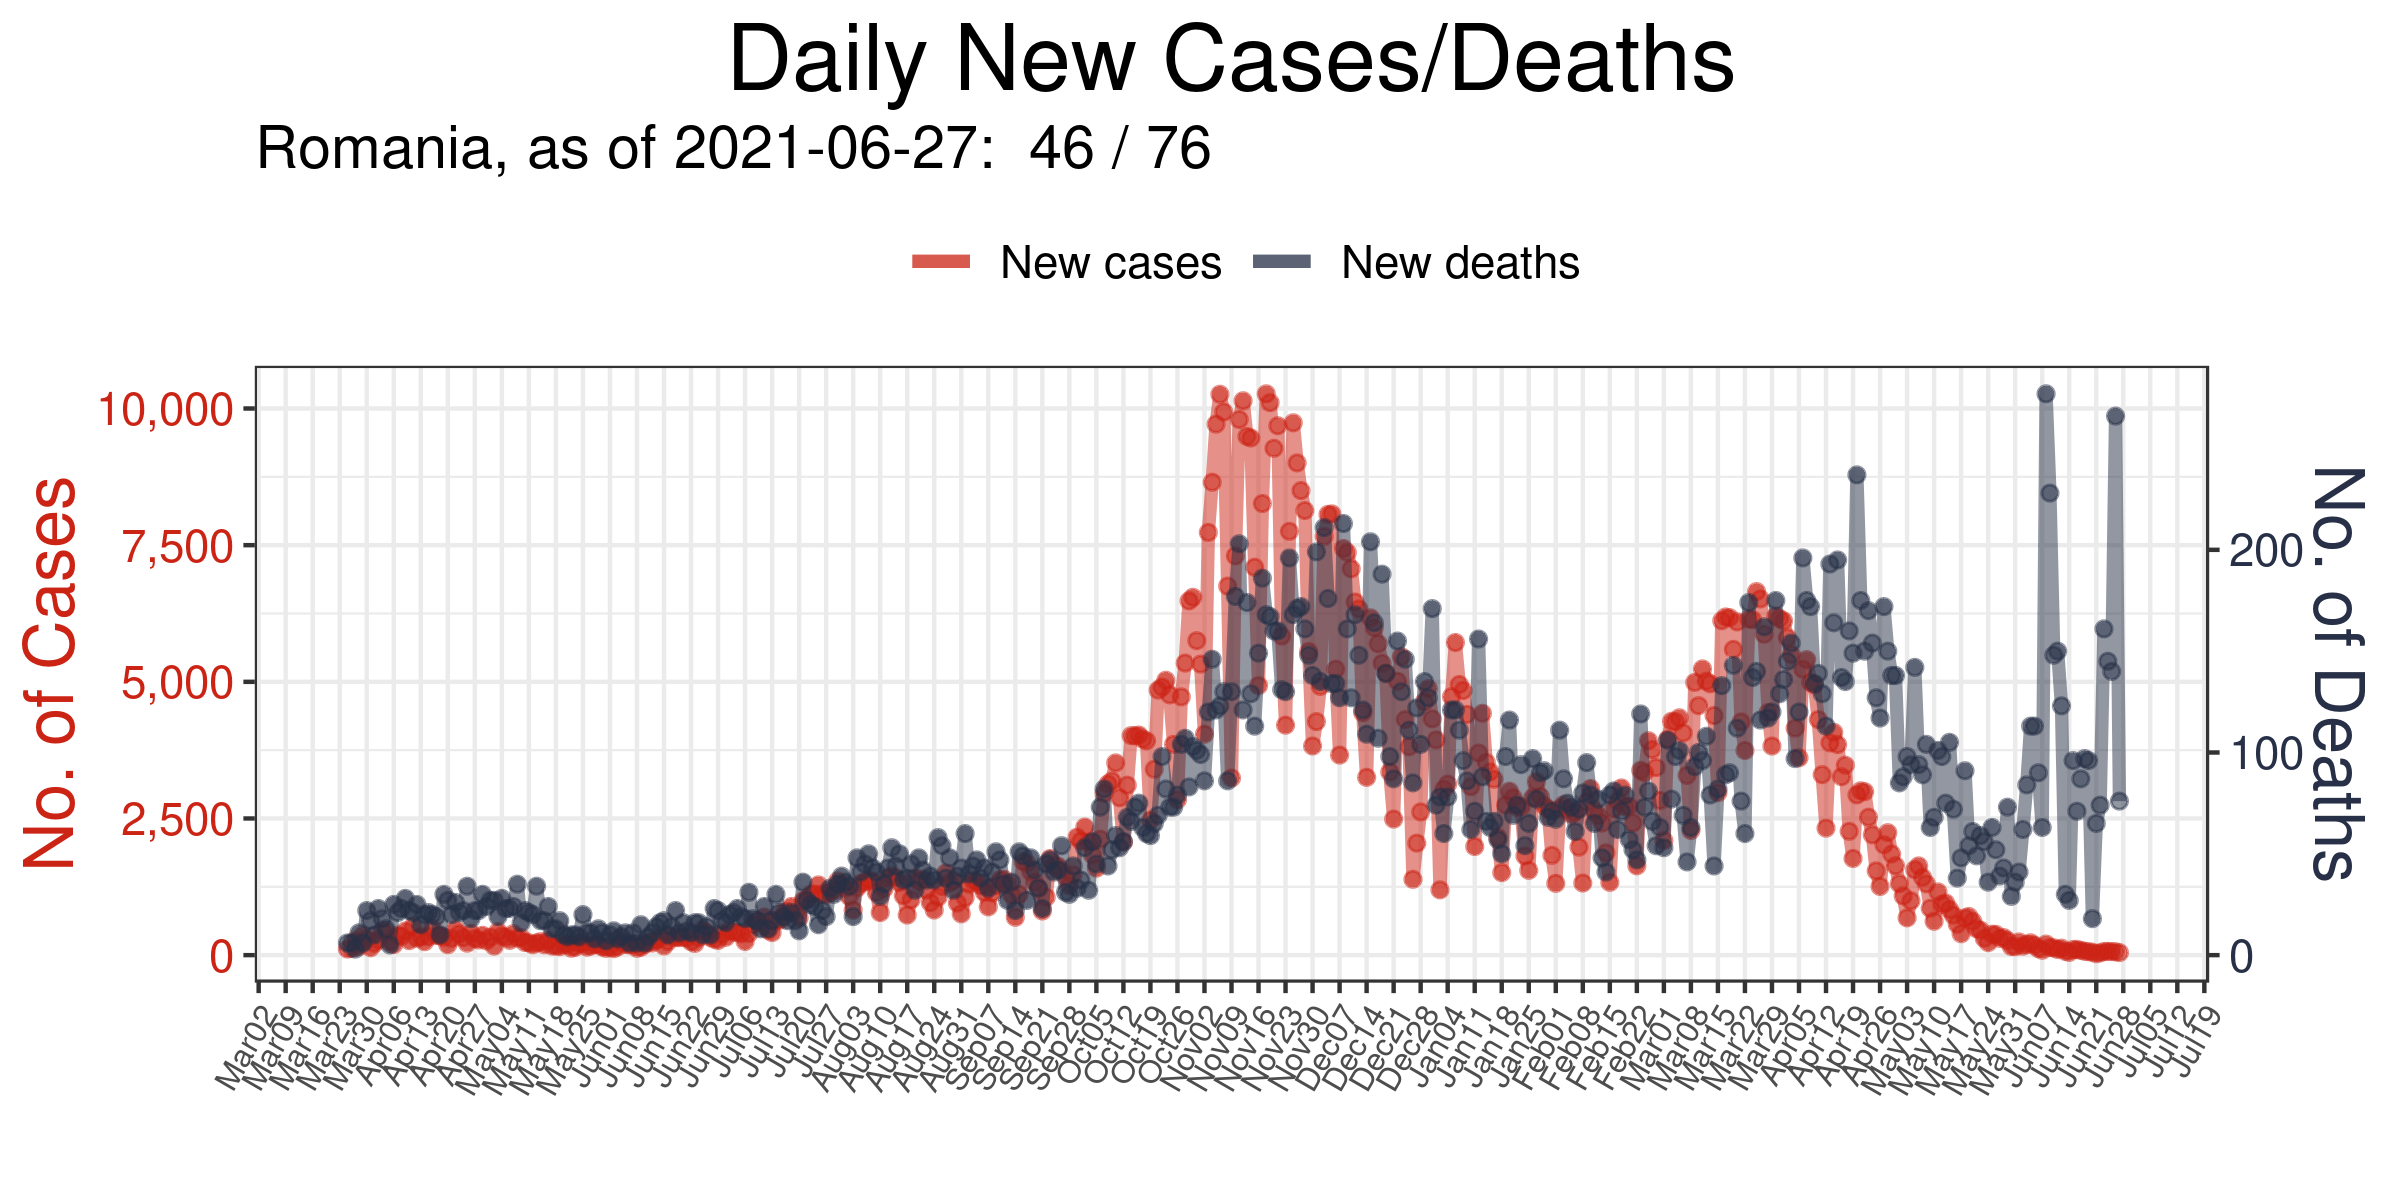 Daily New Cases/Deaths
Romania, as of 2021-06-27:  46 / 76
New cases
New deaths
No. of Cases
10,000
7,500
5,000
2,500
0
200
100
0
No. of Deaths
Mar02
Mar09
Mar16
Mar23
Mar30
Apr06
Apr13
Apr20
Apr27
May04
May11
May18
May25
Jun01
Jun08
Jun15
Jun22
Jun29
Jul06
Jul13
Jul20
Jul27
Aug03
Aug10
Aug17
Aug24
Aug31
Sep07
Sep14
Sep21
Sep28
Oct05
Oct12
Oct19
Oct26
Nov02
Nov09
Nov16
Nov23
Nov30
Dec07
Dec14
Dec21
Dec28
Jan04
Jan11
Jan18
Jan25
Feb01
Feb08
Feb15
Feb22
Mar01
Mar08
Mar15
Mar22
Mar29
Apr05
Apr12
Apr19
Apr26
May03
May10
May17
May24
May31
Jun07
Jun14
Jun21
Jun28
Jul05
Jul12
Jul19